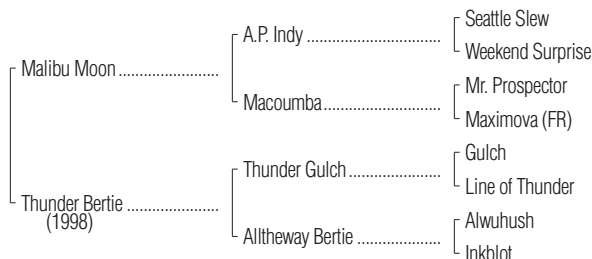 Seattle Slew
A.P. Indy ................................
Weekend Surprise
Malibu Moon ........................
Mr. Prospector
Macoumba............................
Maximova (FR)
Gulch
Thunder Gulch ......................
Line of Thunder
Thunder Bertie ......................
(1998)
Alwuhush
Alltheway Bertie ....................
Inkblot